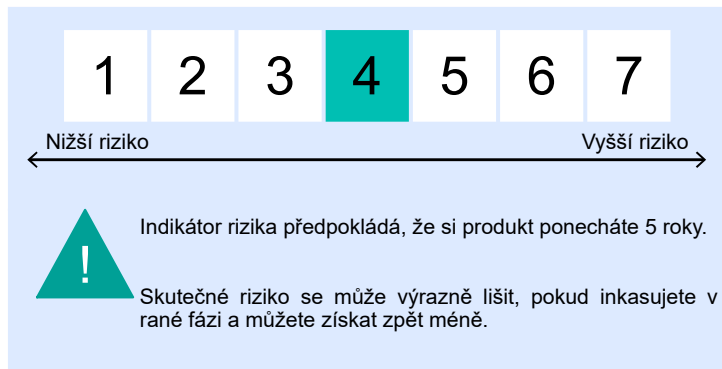 1 2 3 4 5 6 7
Nižší riziko Vyšší riziko
Indikátor rizika předpokládá, že si produkt ponecháte 5 roky.
!
Skutečné riziko se může výrazně lišit, pokud inkasujete v
rané fázi a můžete získat zpět méně.